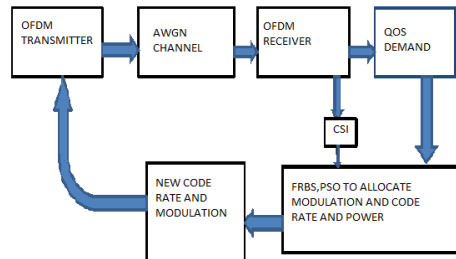 OFDM
TRANSMITTER
AWGN
CHANNEL
OFDM
RECEIVER
QOS
DEMAND
CSI
NEW CODE
RATE AND
MODULATION
FRBS,PSO TO ALLOCATE
MODULATION AND CODE
RATE AND POWER